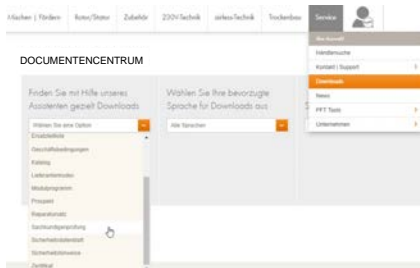 Mischen | Fördern Rotor/Stator Zubehör 230V-Technik airless-Technik Trockenbau Service
Händlersuche
Kontakt | Support
Downloads
News
PFT Tools
Unternehmen
DOCUMENTENCENTRUM
Finden Sie mit Hilfe unseres
Assistenten gezielt Downloads
Wählen Sie Ihre bevorzugte
Sprache für Downloads aus
S
Wählen Sie eine Option
Alle Sprachen
Ersatzteilliste
Geschäftsbedingungen
Katalog
Lieferantenkodex
Modulprogramm
Prospekt
Reparatursatz
Sachkundigenprüfung
Sicherheitsdatenblatt
Sicherheitshinweise
Zertifikat